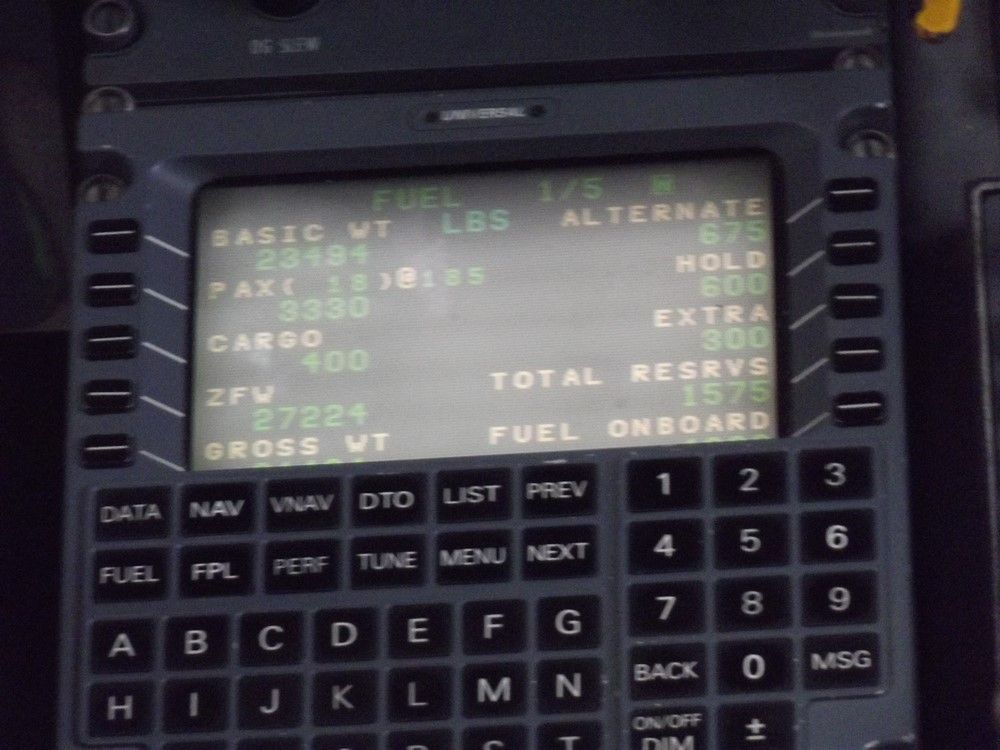 UNIVERSAL
FUEL 1/5
BASIC WT LBS ALTERNATE
23494 675
PAX( 18)@185 HOLD
3330 600
CARGO EXTRA
400 300
ZFW TOTAL RESRVS
27224 1575
GROSS WT FUEL ONBOARD
DATA NAV VNAV DTO LIST PREV 1 2 3
FUEL FPL PERF TUNE MENU NEXT 4 5 6
A B C D E F G 7 8 9
H I J K L M N BACK 0 MSG
ON/OFF
DIM ±